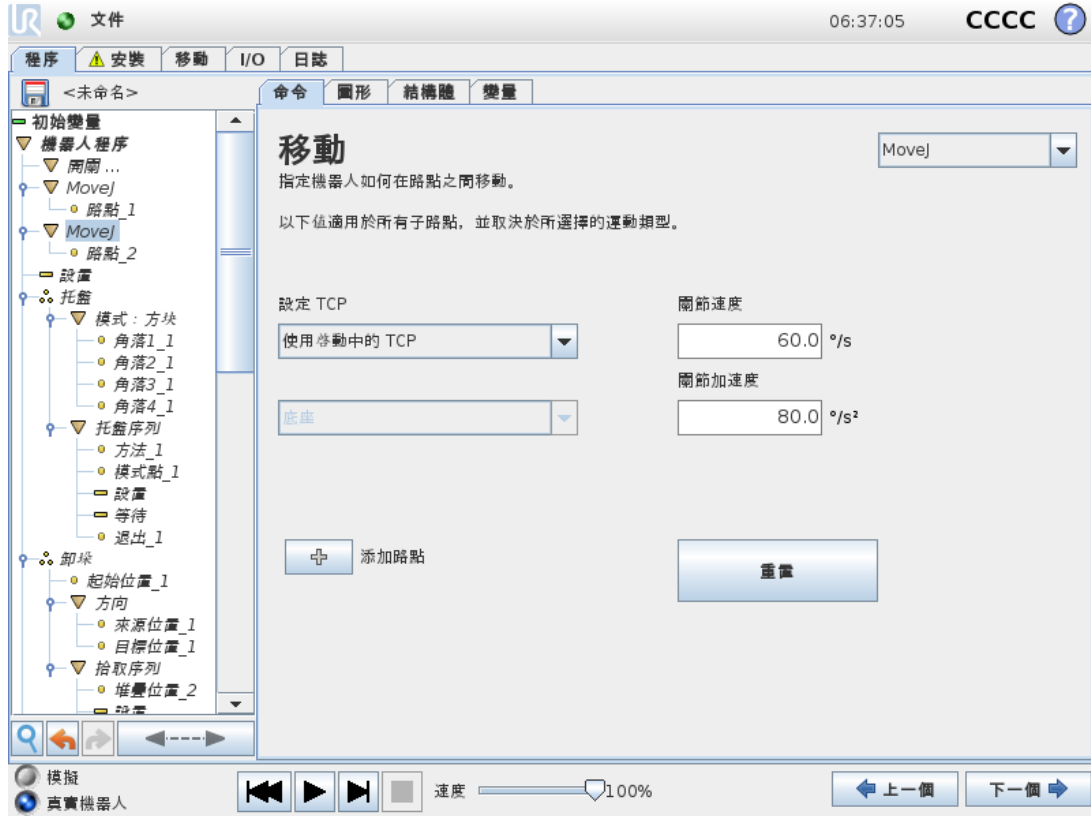 UR 文件 06:37:05 CCCC ?
程序 安裝 移動 I/O 日誌
<未命名>
命令 圖形 結構體 變量
初始變量
機器人程序
開關 ...
MoveJ
路點_1
MoveJ
路點_2
設置
托盤
模式：方块
角落1_1
角落2_1
角落3_1
角落4_1
托盤序列
方法_1
模式點_1
設置
等待
退出_1
卸垛
起始位置_1
方向
來源位置_1
目標位置_1
拾取序列
堆疊位置_2
設置
移動
MoveJ
指定機器人如何在路點之間移動。
以下值適用於所有子路點，並取決於所選擇的運動類型。
設定 TCP
使用啓動中的 TCP
底座
關節速度
60.0 °/s
關節加速度
80.0 °/s²
添加路點
重置
模擬
真實機器人
速度 100%
上一個 下一個